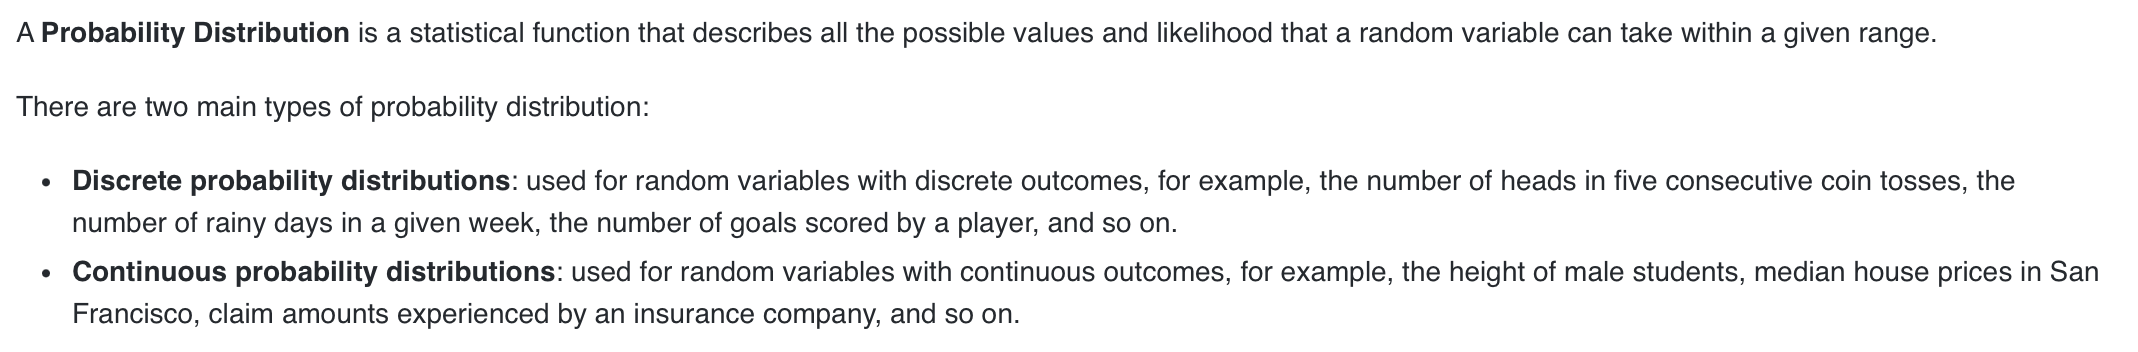 A Probability Distribution is a statistical function that describes all the possible values and likelihood that a random variable can take within a given range.
There are two main types of probability distribution:
• Discrete probability distributions: used for random variables with discrete outcomes, for example, the number of heads in five consecutive coin tosses, the
number of rainy days in a given week, the number of goals scored by a player, and so on.
• Continuous probability distributions: used for random variables with continuous outcomes, for example, the height of male students, median house prices in San
Francisco, claim amounts experienced by an insurance company, and so on.